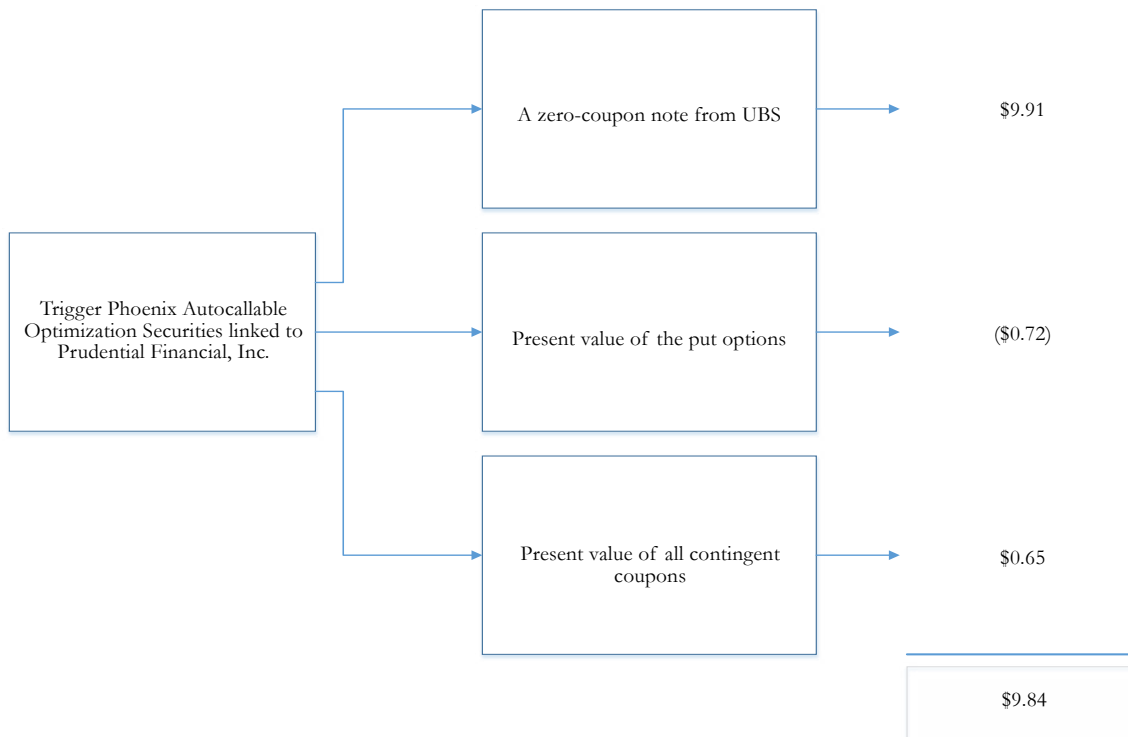 A zero-coupon note from UBS
$9.91
Trigger Phoenix Autocallable
Optimization Securities linked to
Prudential Financial, Inc.
Present value of the put options
($0.72)
Present value of all contingent
coupons
$0.65
$9.84